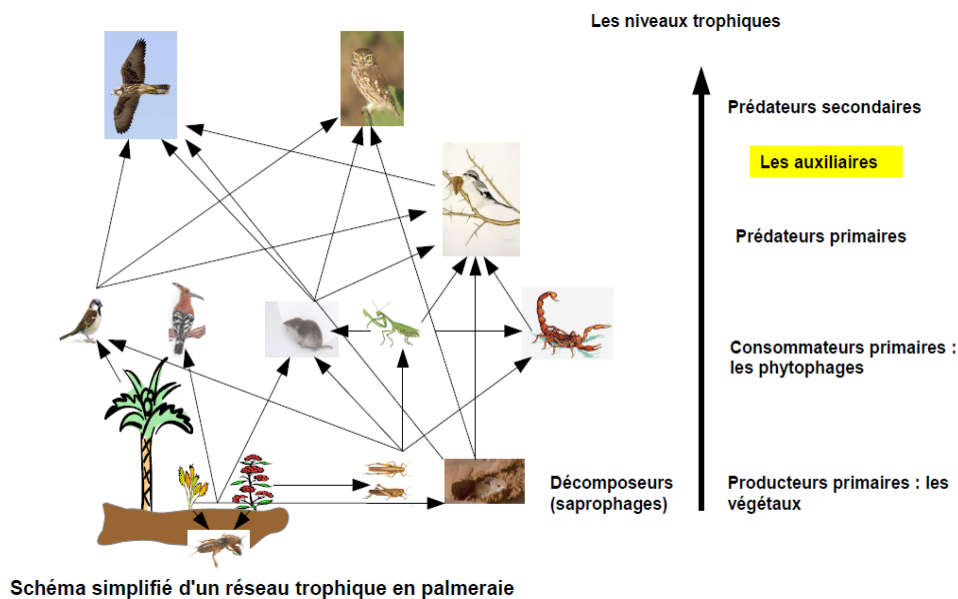 Les niveaux trophiques
Prédateurs secondaires
Les auxiliaires
Prédateurs primaires
Consommateurs primaires :
les phytophages
Décomposeurs
(saprophages)
Producteurs primaires : les
végétaux
Schéma simplifié d'un réseau trophique en palmeraie